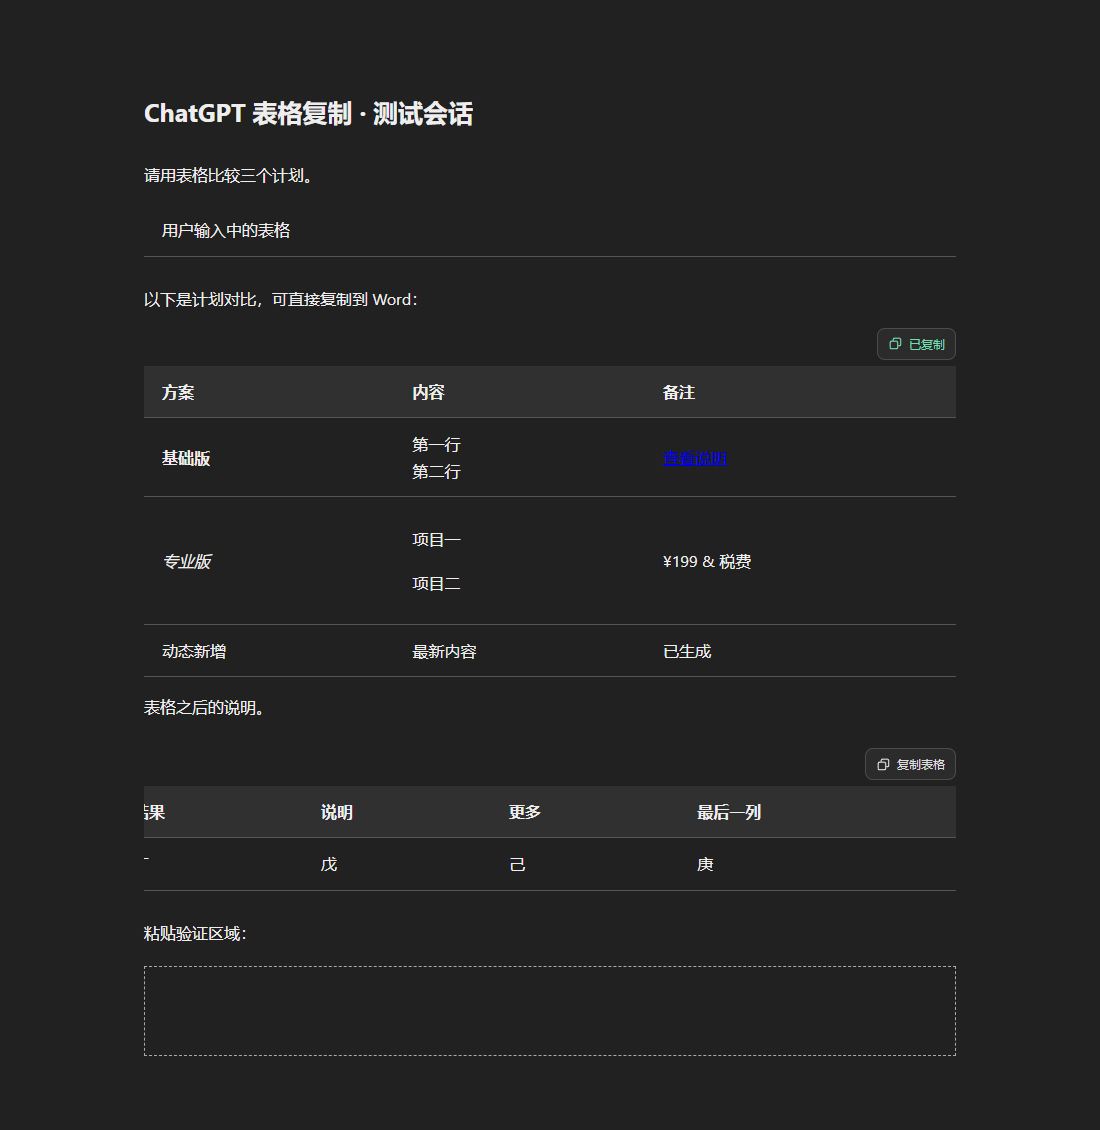 ChatGPT 表格复制 · 测试会话
请用表格比较三个计划。
用户输入中的表格
以下是计划对比，可直接复制到 Word：
已复制
方案 内容 备注
基础版 第一行 查看说明
第二行
项目一
专业版 ¥199 & 税费
项目二
动态新增 最新内容 已生成
表格之后的说明。
复制表格
果 说明 更多 最后一列
戊 己 庚
粘贴验证区域：